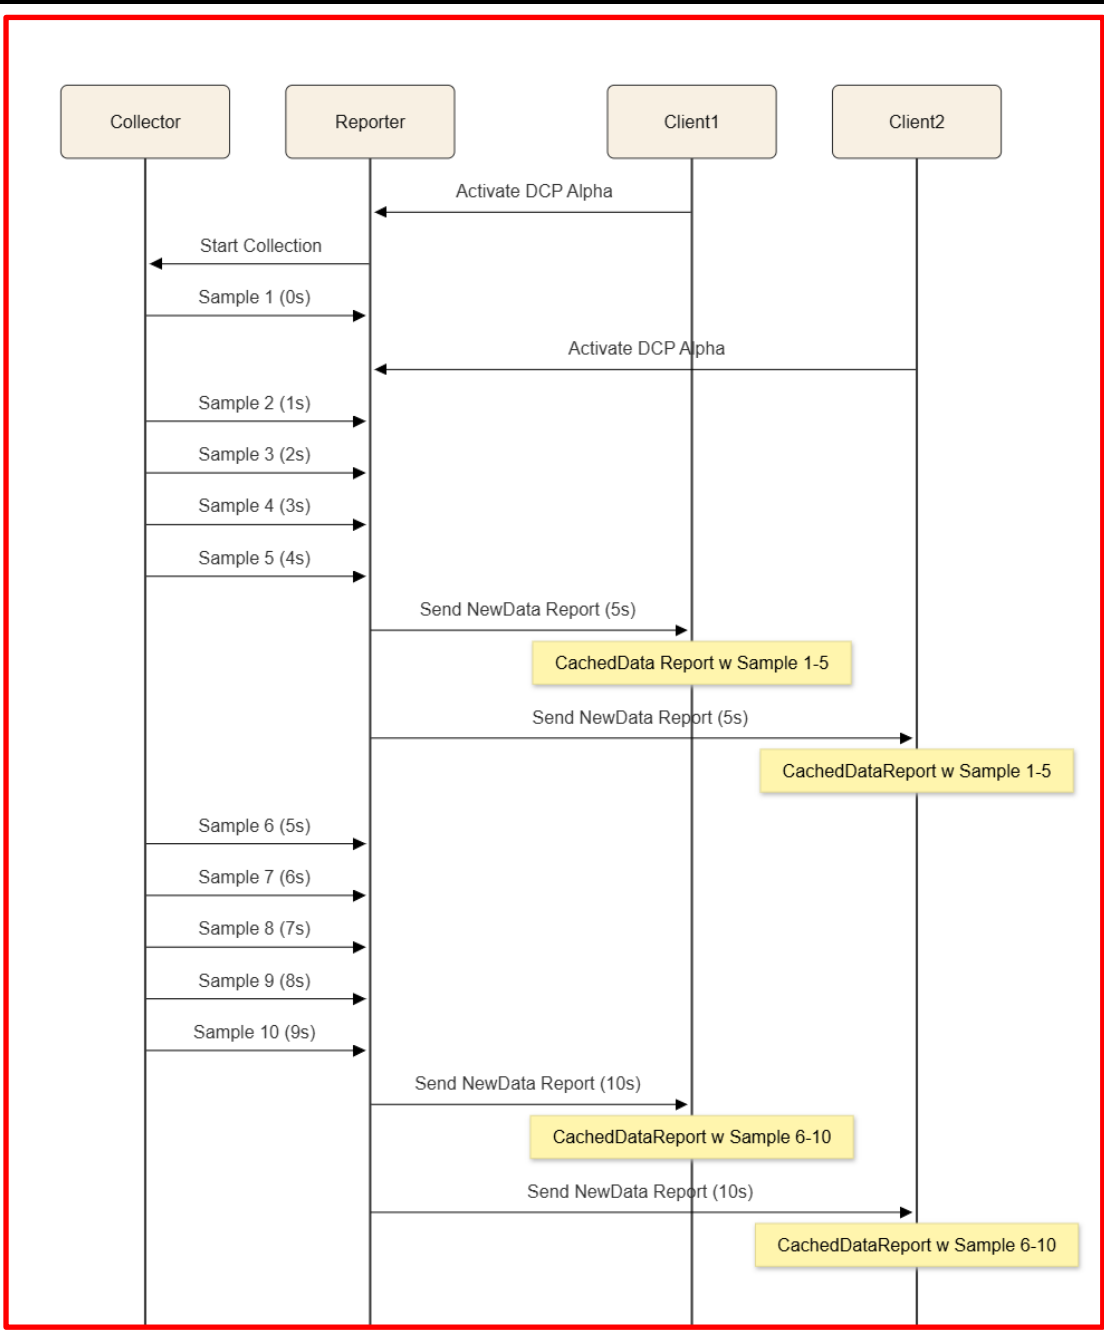 Collector
Reporter
Client1
Client2
Activate DCP Alpha
Start Collection
Sample 1 (0s)
Activate DCP Alpha
Sample 2 (1s)
Sample 3 (2s)
Sample 4 (3s)
Sample 5 (4s)
Send NewData Report (5s)
CachedData Report w Sample 1-5
Send NewData Report (5s)
CachedDataReport w Sample 1-5
Sample 6 (5s)
Sample 7 (6s)
Sample 8 (7s)
Sample 9 (8s)
Sample 10 (9s)
Send NewData Report (10s)
CachedDataReport w Sample 6-10
Send NewData Report (10s)
CachedDataReport w Sample 6-10